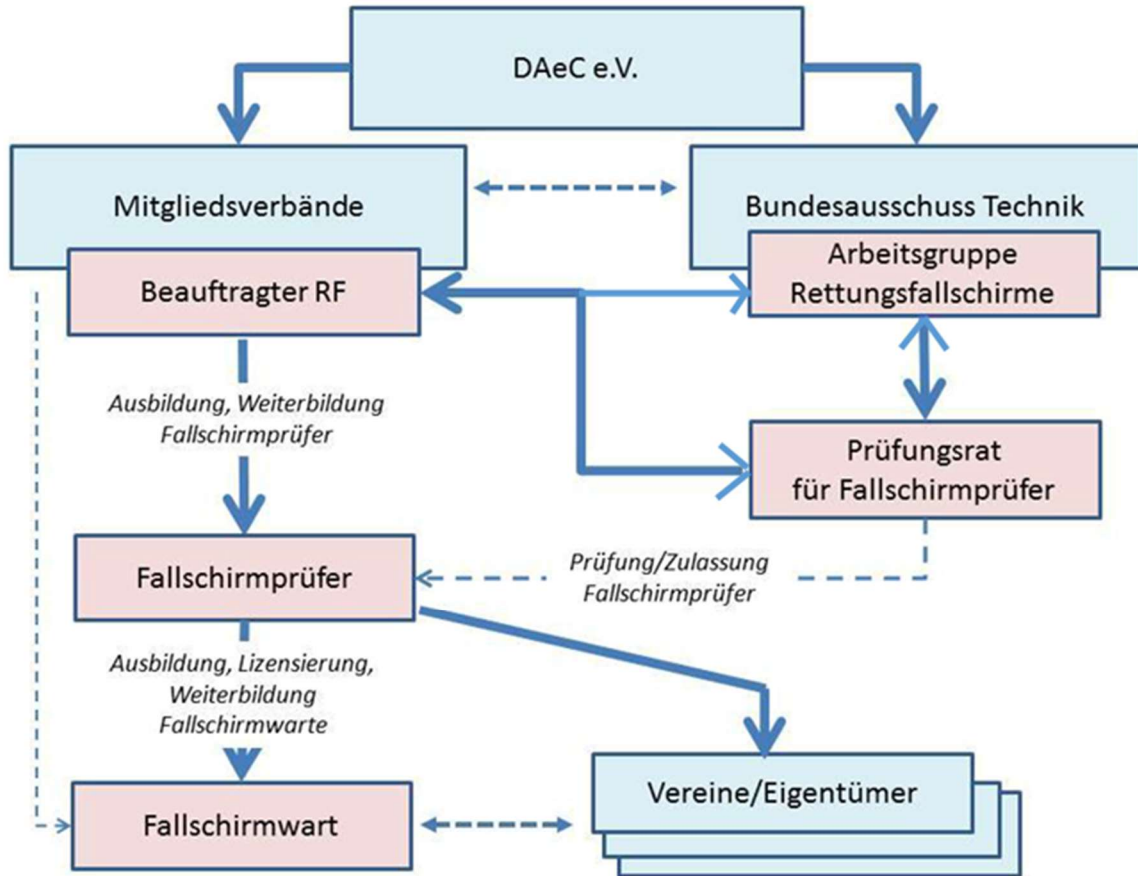 DAeC e.V.
Mitgliedsverbände
Bundesausschuss Technik
Beauftragter RF
Arbeitsgruppe
Rettungsfallschirme
Ausbildung, Weiterbildung
Fallschirmprüfer
Prüfungsrat
für Fallschirmprüfer
Fallschirmprüfer
Prüfung/Zulassung
Fallschirmprüfer
Ausbildung, Lizensierung,
Weiterbildung
Fallschirmwarte
Vereine/Eigentümer
Fallschirmwart